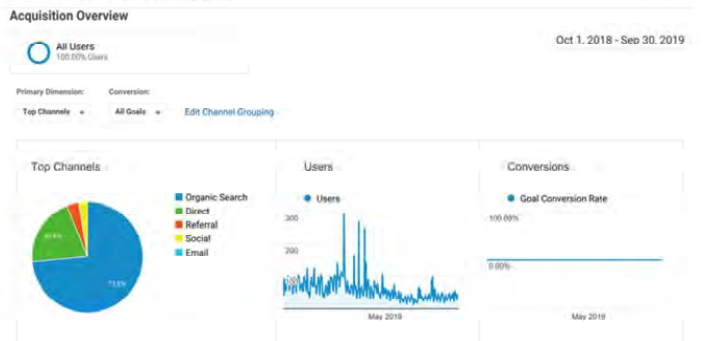 Acquisition Overview
All Users
100.00% Users
Oct 1, 2018 - Sep 30, 2019
Primary Dimension:
Conversion:
Top Channels
All Goals
Edit Channel Grouping
Top Channels
Organic Search
Direct
Referral
Social
Email
Users
Users
300
200
100
May 2019
Conversions
Goal Conversion Rate
100.00%
0.00%
May 2019